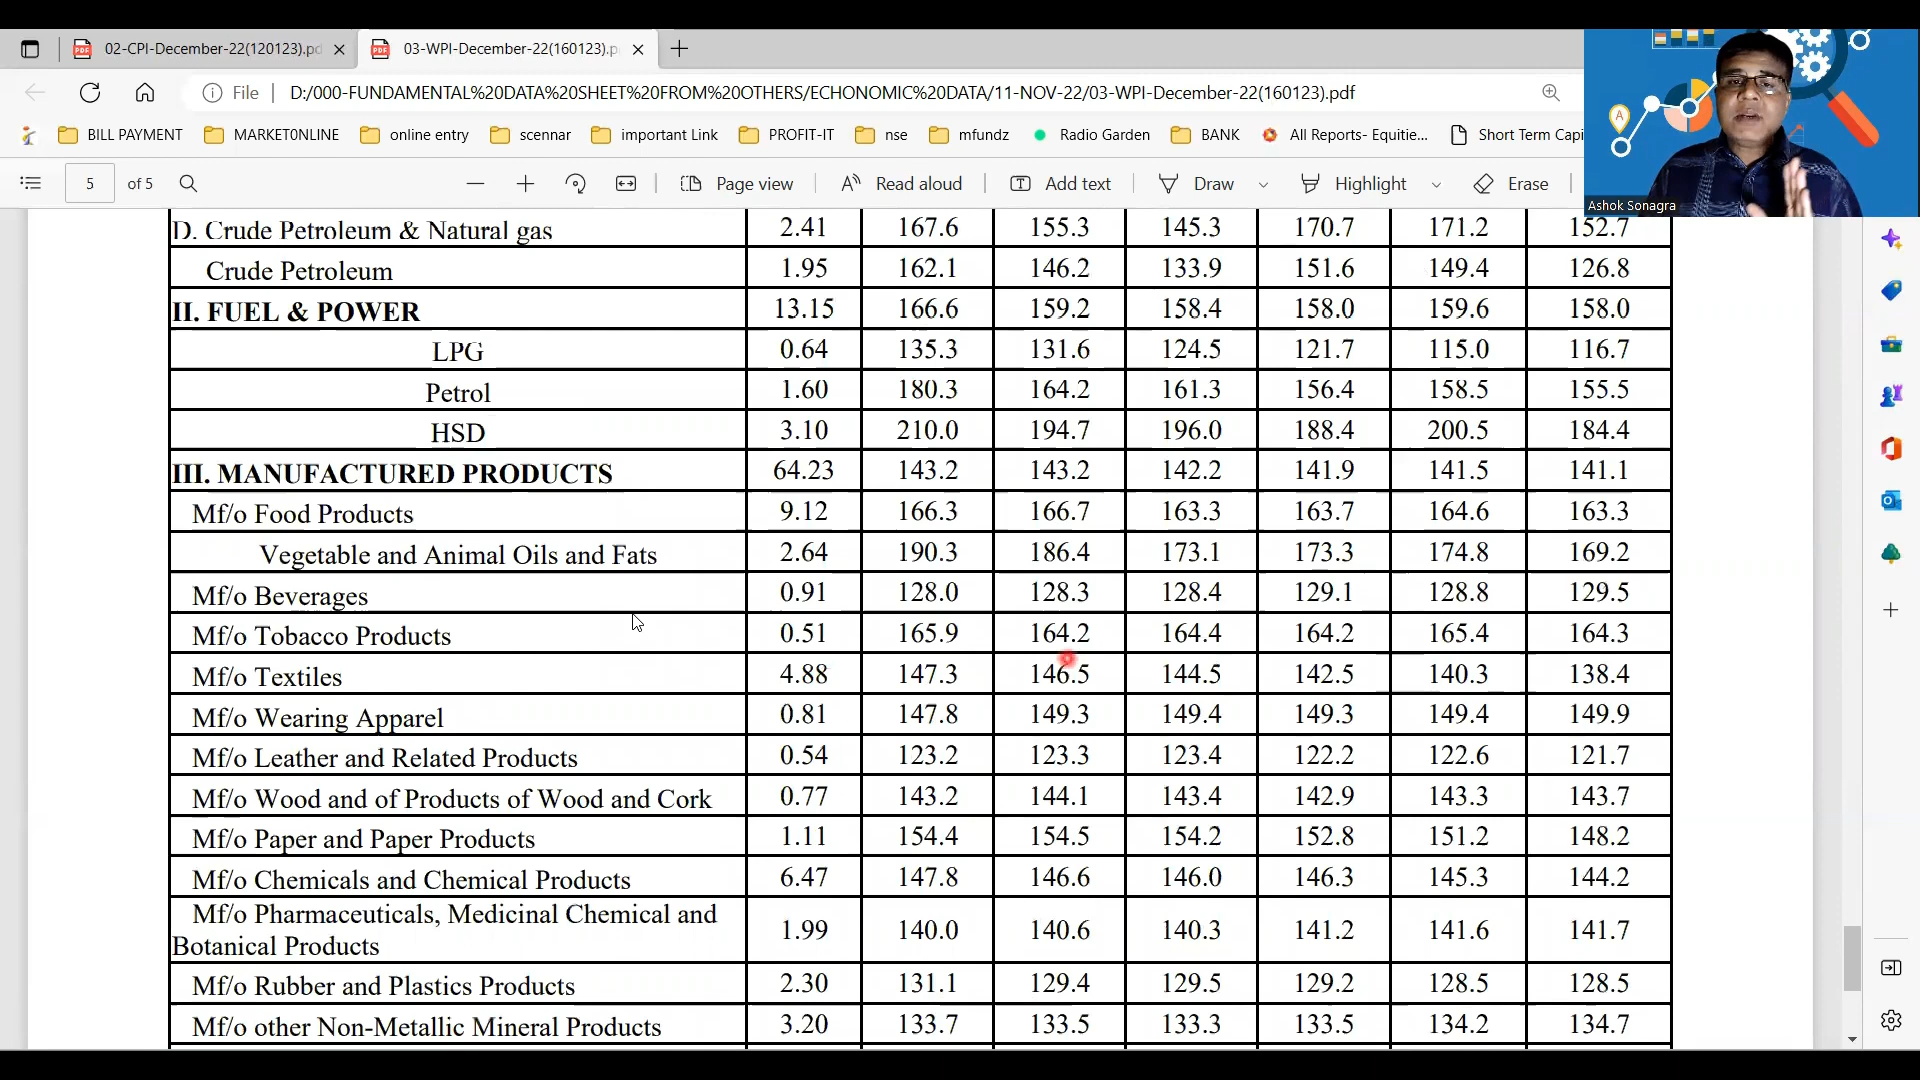 02-CPI-December-22(120123).pd
03-WPI-December-22(160123).p
File
D:/000-FUNDAMENTAL%20DATA%20SHEET%20FROM%20OTHERS/ECHONOMIC%20DATA/11-NOV-22/03-WPI-December-22(160123).pdf
BILL PAYMENT MARKET0NLINE online entry scennar important Link PROFIT-IT nse mfundz Radio Garden BANK All Reports- Equitie... Short Term Capi
5 of 5 Page view Read aloud Add text Draw Highlight Erase
A
Ashok Sonagra
D. Crude Petroleum & Natural gas 2.41 167.6 155.3 145.3 170.7 171.2 152.7
Crude Petroleum 1.95 162.1 146.2 133.9 151.6 149.4 126.8
II. FUEL & POWER 13.15 166.6 159.2 158.4 158.0 159.6 158.0
LPG 0.64 135.3 131.6 124.5 121.7 115.0 116.7
Petrol 1.60 180.3 164.2 161.3 156.4 158.5 155.5
HSD 3.10 210.0 194.7 196.0 188.4 200.5 184.4
III. MANUFACTURED PRODUCTS 64.23 143.2 143.2 142.2 141.9 141.5 141.1
Mf/o Food Products 9.12 166.3 166.7 163.3 163.7 164.6 163.3
Vegetable and Animal Oils and Fats 2.64 190.3 186.4 173.1 173.3 174.8 169.2
Mf/o Beverages 0.91 128.0 128.3 128.4 129.1 128.8 129.5
Mf/o Tobacco Products 0.51 165.9 164.2 164.4 164.2 165.4 164.3
Mf/o Textiles 4.88 147.3 146.5 144.5 142.5 140.3 138.4
Mf/o Wearing Apparel 0.81 147.8 149.3 149.4 149.3 149.4 149.9
Mf/o Leather and Related Products 0.54 123.2 123.3 123.4 122.2 122.6 121.7
Mf/o Wood and of Products of Wood and Cork 0.77 143.2 144.1 143.4 142.9 143.3 143.7
Mf/o Paper and Paper Products 1.11 154.4 154.5 154.2 152.8 151.2 148.2
Mf/o Chemicals and Chemical Products 6.47 147.8 146.6 146.0 146.3 145.3 144.2
Mf/o Pharmaceuticals, Medicinal Chemical and
Botanical Products 1.99 140.0 140.6 140.3 141.2 141.6 141.7
Mf/o Rubber and Plastics Products 2.30 131.1 129.4 129.5 129.2 128.5 128.5
Mf/o other Non-Metallic Mineral Products 3.20 133.7 133.5 133.3 133.5 134.2 134.7